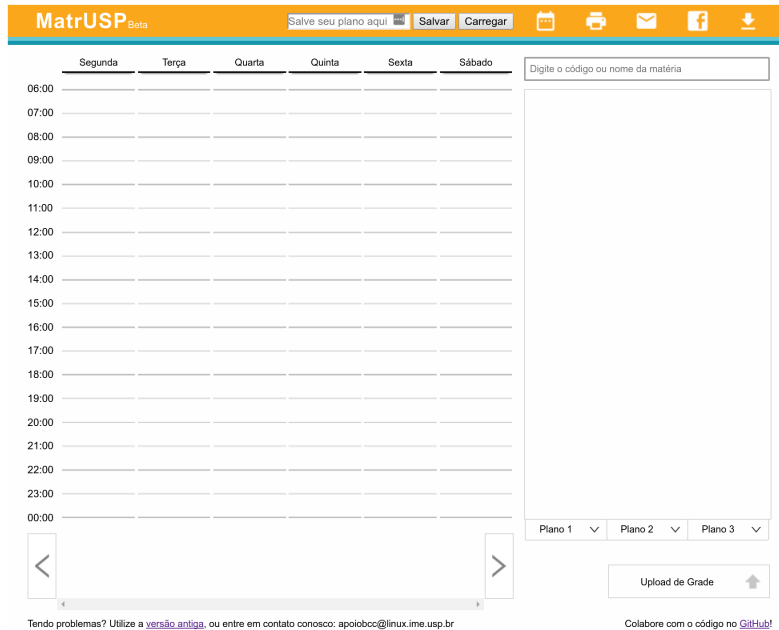 MatrUSP Beta
Salve seu plano aqui Salvar Carregar
Segunda Terça Quarta Quinta Sexta Sábado
Digite o código ou nome da matéria
06:00
07:00
08:00
09:00
10:00
11:00
12:00
13:00
14:00
15:00
16:00
17:00
18:00
19:00
20:00
21:00
22:00
23:00
00:00
Plano 1 Plano 2 Plano 3
Upload de Grade
Tendo problemas? Utilize a versão antiga, ou entre em contato conosco: apoiobcc@linux.ime.usp.br
Colabore com o código no GitHub!